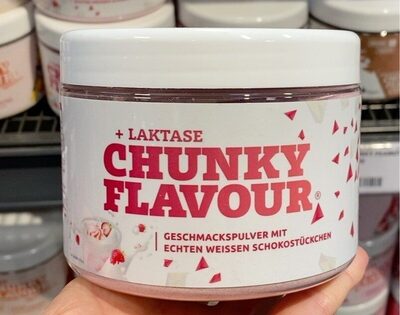 + LAKTASE
CHUNKY
FLAVOUR®
GESCHMACKSPULVER MIT
ECHTEN WEISSEN SCHOKOSTÜCKCHEN